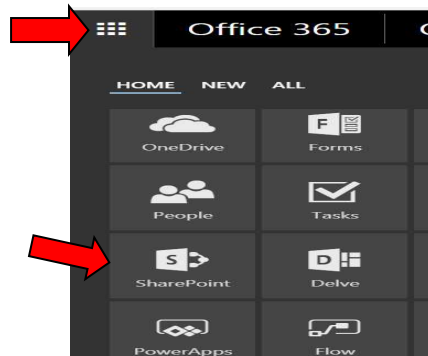 Office 365
HOME NEW ALL
F
OneDrive Forms
People Tasks
S D
SharePoint Delve
PowerApps Flow